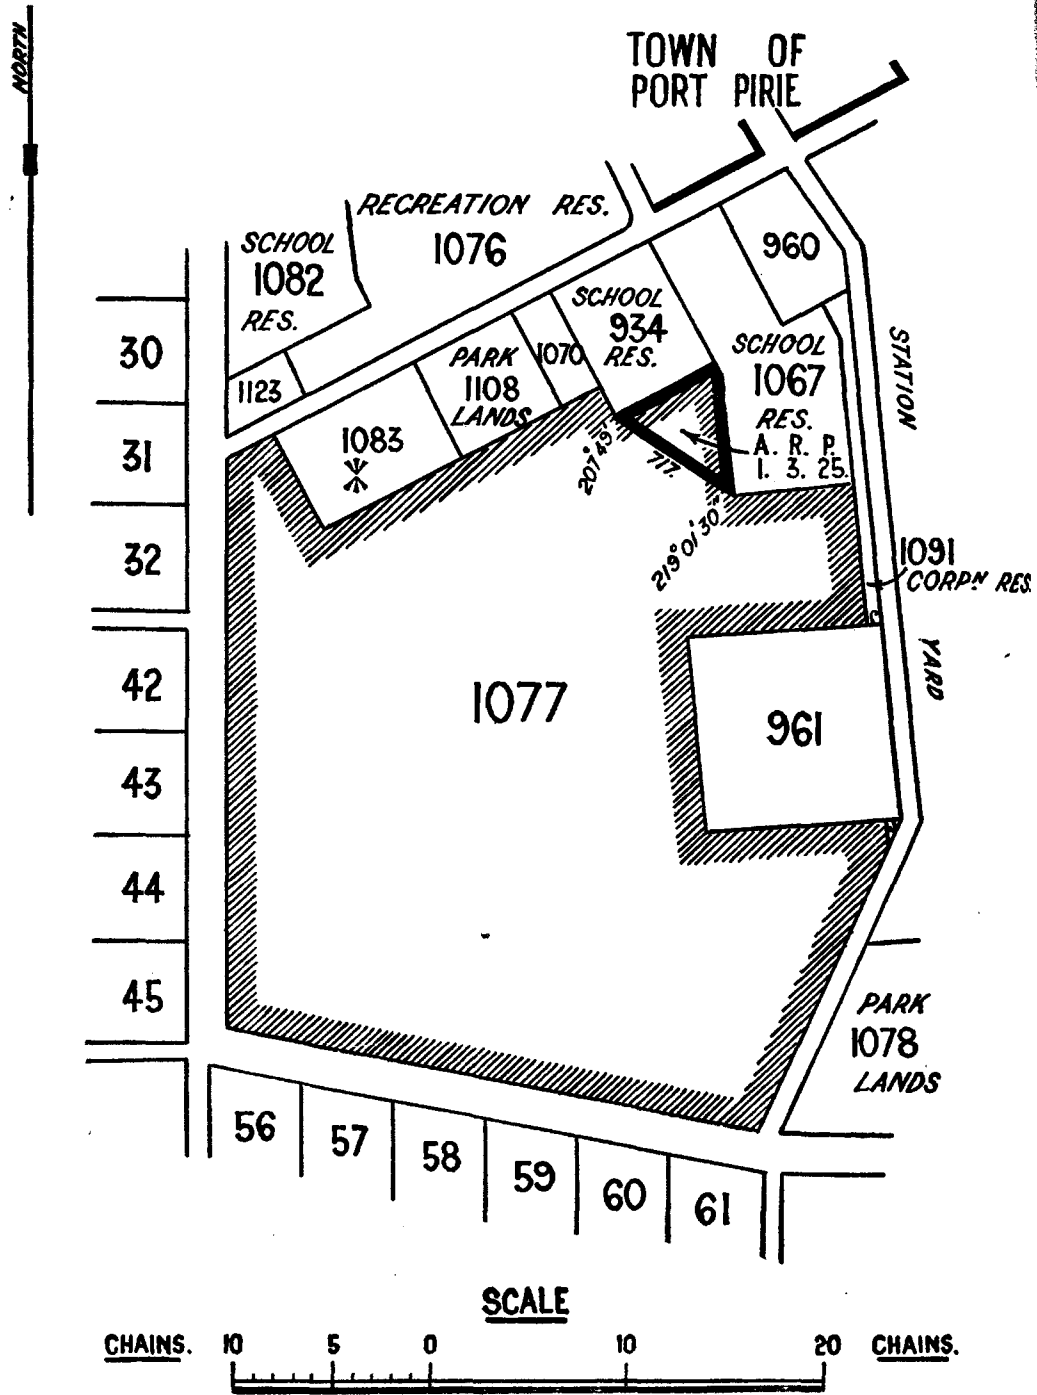 NORTH
TOWN OF
PORT PIRIE
RECREATION RES.
1076
SCHOOL
1082
RES.
960
SCHOOL
934
RES.
SCHOOL
1067
RES.
A. R. P.
1. 3. 25.
STATION
30
1123
1083
PARK
1108
LANDS
1070
31
207° 49'
717.
219° 01' 30"
32
1091
CORPN. RES.
42
1077
961
YARD
43
44
45
PARK
1078
LANDS
56
57
58
59
60
61
SCALE
CHAINS. 10 5 0 10 20 CHAINS.